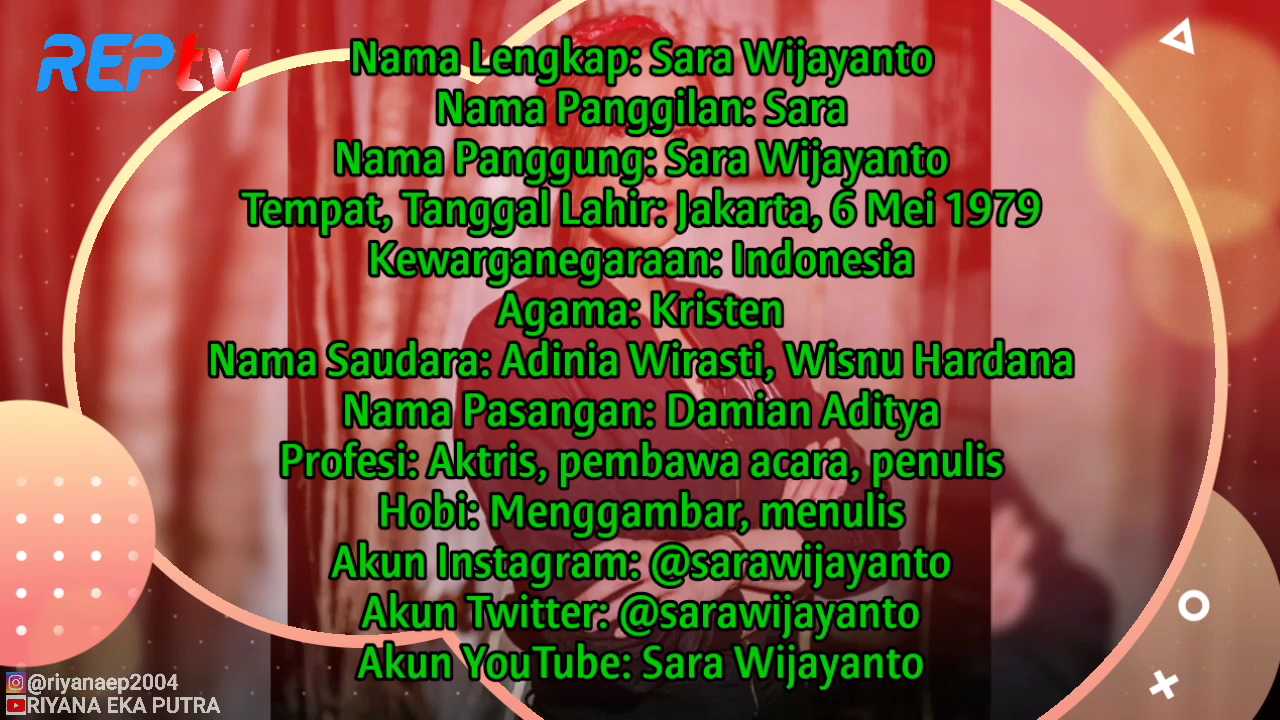 REPtv
Nama Lengkap: Sara Wijayanto
Nama Panggilan: Sara
Nama Panggung: Sara Wijayanto
Tempat, Tanggal Lahir: Jakarta, 6 Mei 1979
Kewarganegaraan: Indonesia
Agama: Kristen
Nama Saudara: Adinia Wirasti, Wisnu Hardana
Nama Pasangan: Damian Aditya
Profesi: Aktris, pembawa acara, penulis
Hobi: Menggambar, menulis
Akun Instagram: @sarawijayanto
Akun Twitter: @sarawijayanto
Akun YouTube: Sara Wijayanto
@riyanaep2004
RIYANA EKA PUTRA